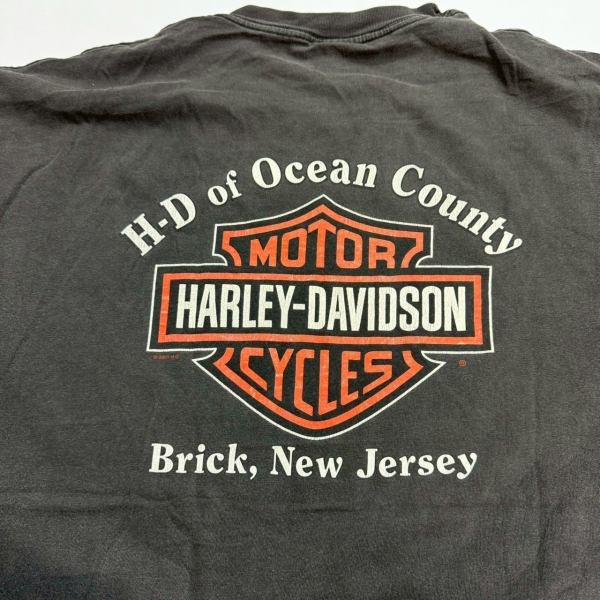 H-D of Ocean County
MOTOR
HARLEY-DAVIDSON
CYCLES
®
Brick, New Jersey